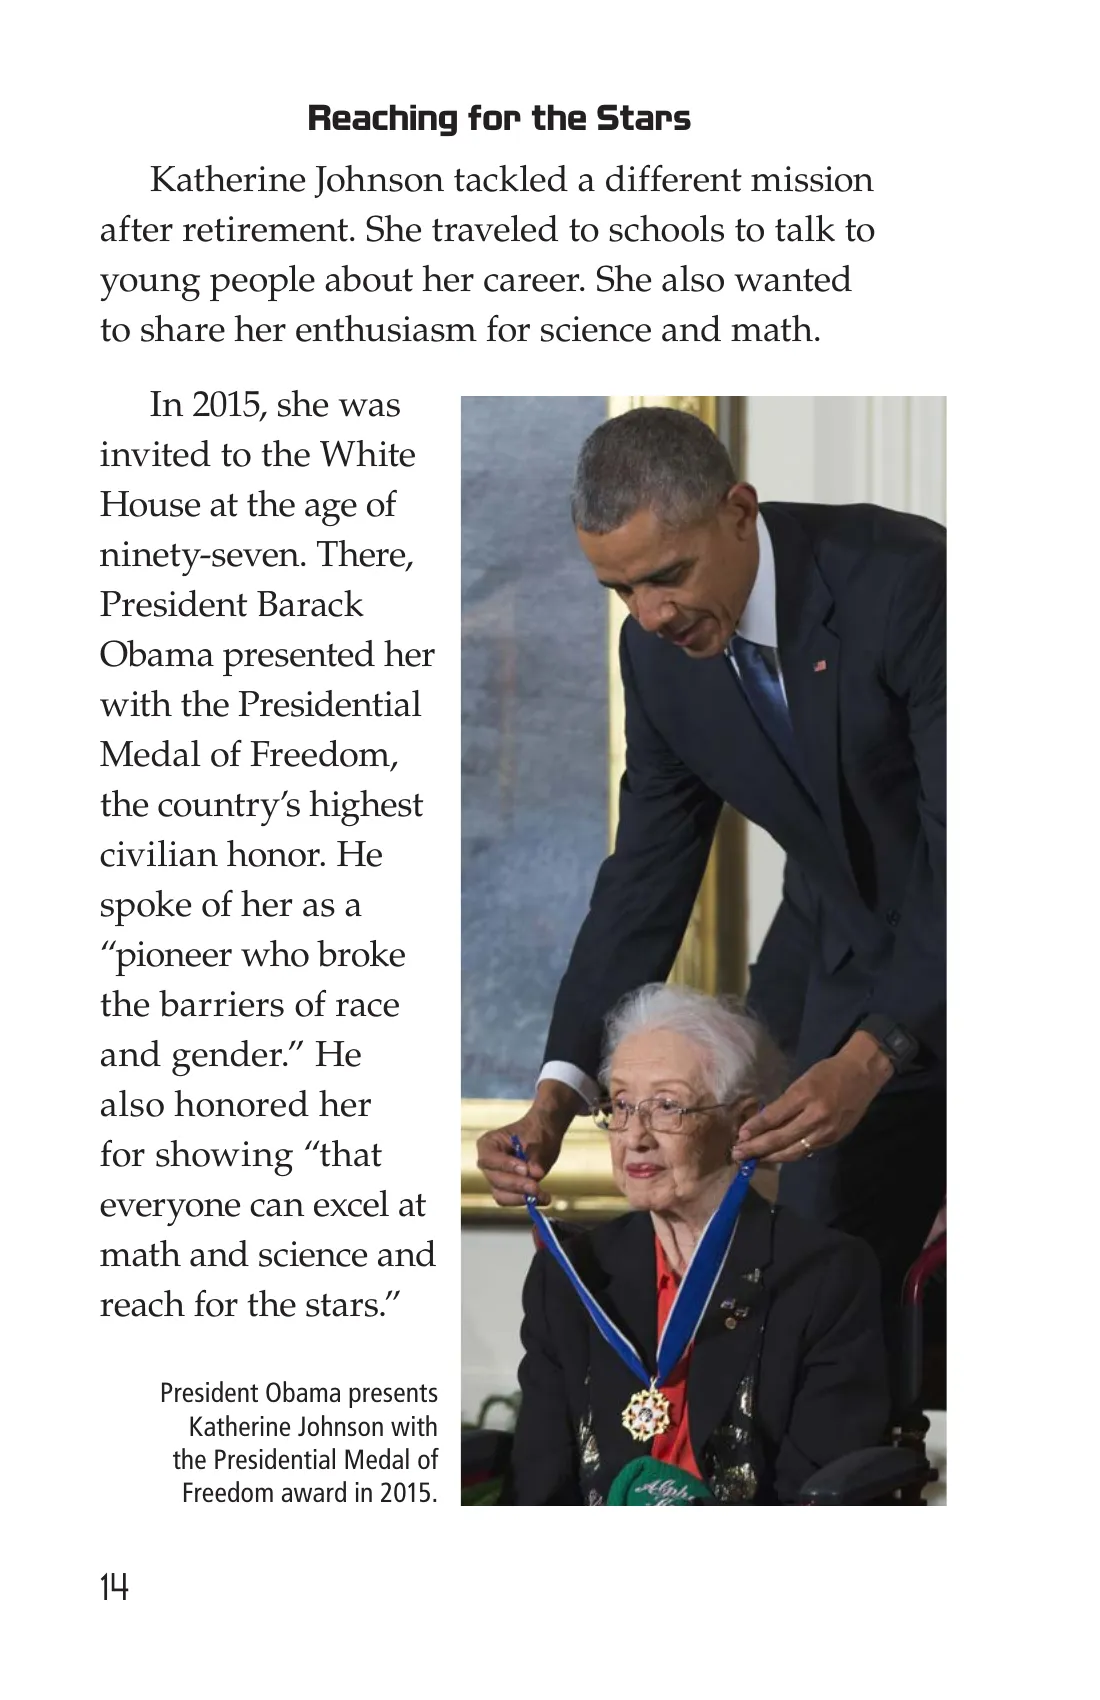 Reaching for the Stars
Katherine Johnson tackled a different mission
after retirement. She traveled to schools to talk to
young people about her career. She also wanted
to share her enthusiasm for science and math.
In 2015, she was
invited to the White
House at the age of
ninety-seven. There,
President Barack
Obama presented her
with the Presidential
Medal of Freedom,
the country’s highest
civilian honor. He
spoke of her as a
“pioneer who broke
the barriers of race
and gender.” He
also honored her
for showing “that
everyone can excel at
math and science and
reach for the stars.”
President Obama presents
Katherine Johnson with
the Presidential Medal of
Freedom award in 2015.
Alpha
14